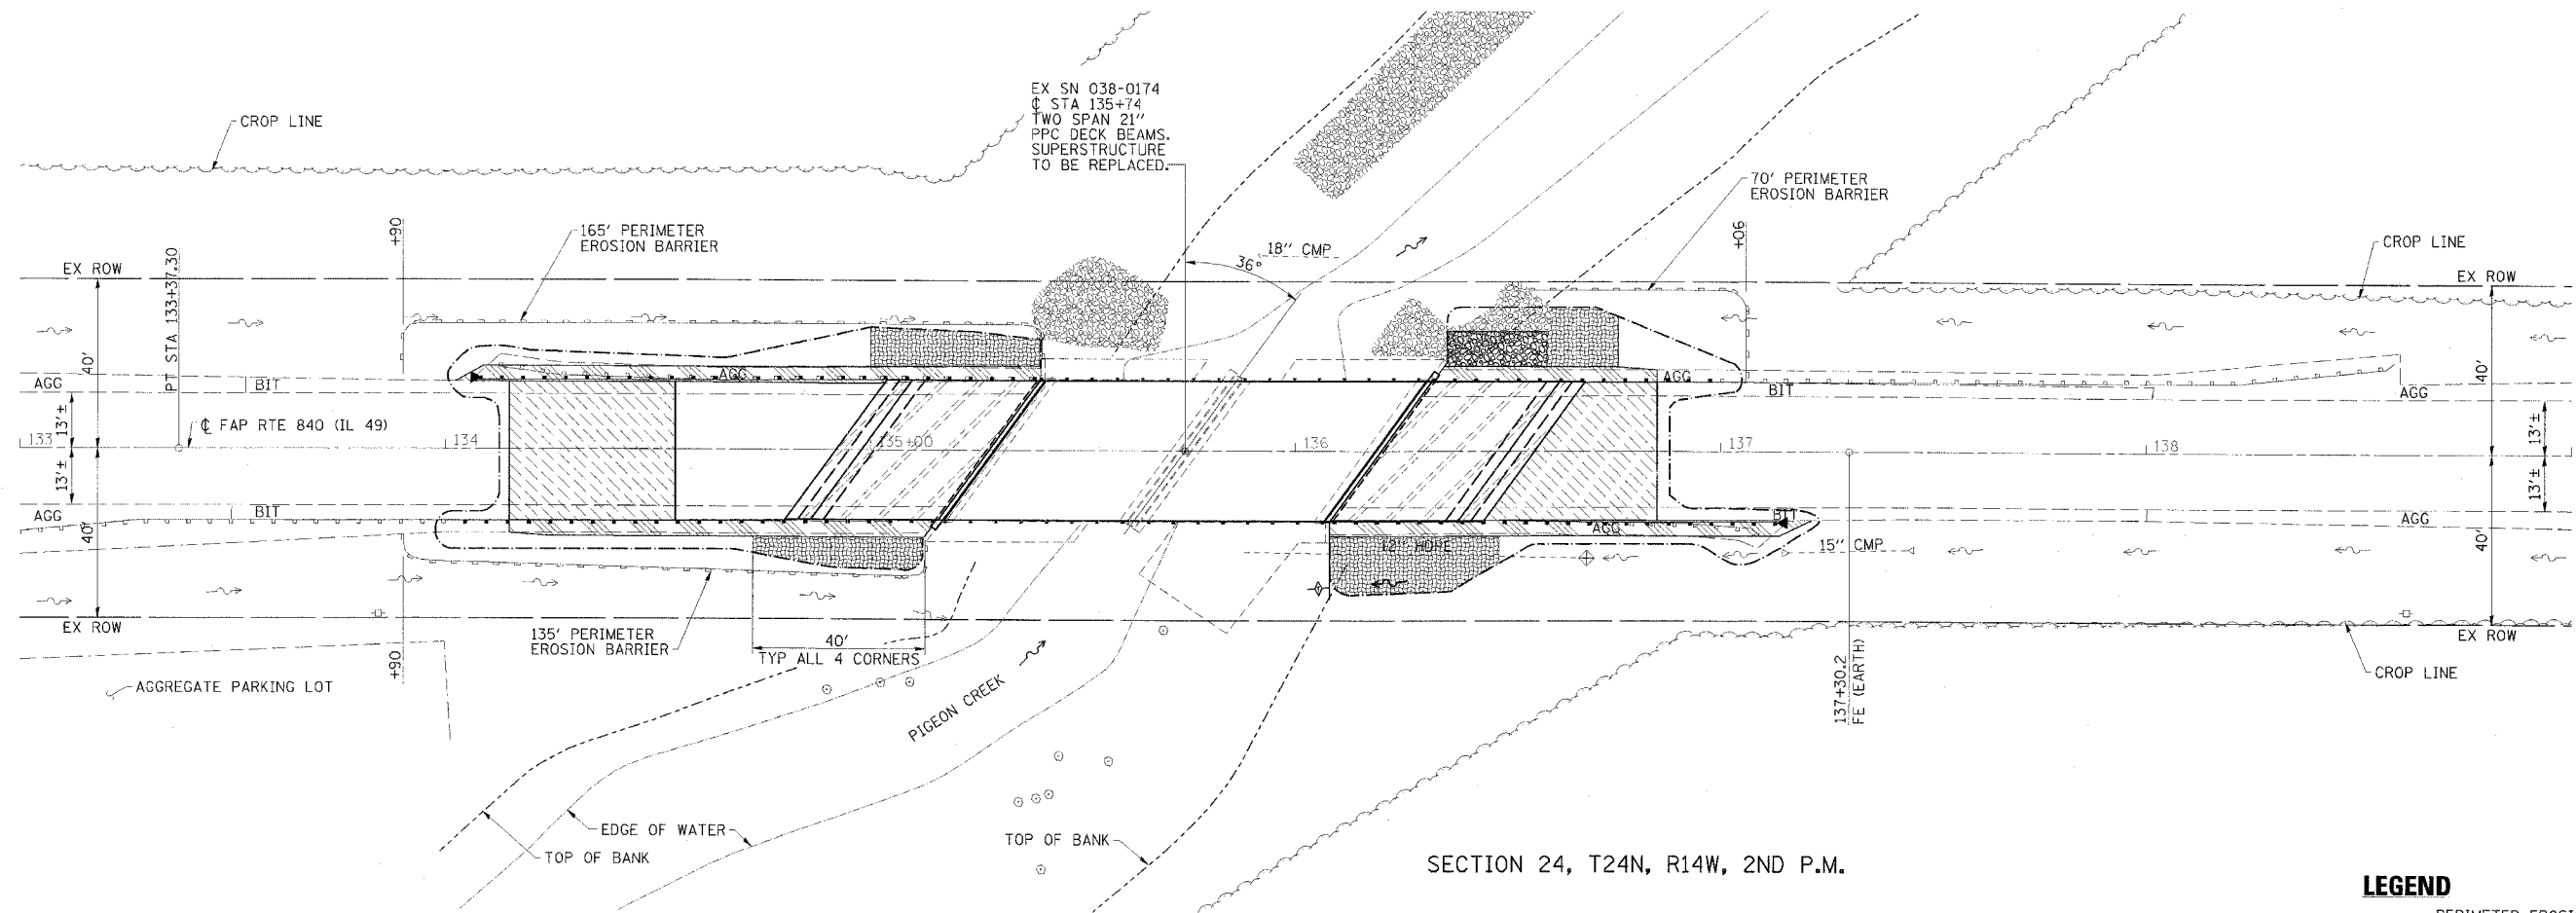 EX SN 038-0174
℄ STA 135+74
TWO SPAN 21"
PPC DECK BEAMS.
SUPERSTRUCTURE
TO BE REPLACED.
CROP LINE
70' PERIMETER
EROSION BARRIER
+90
165' PERIMETER
EROSION BARRIER
+06
18" CMP
36°
CROP LINE
EX ROW
EX ROW
PT STA 133+37.30
40'
40'
AGG
BIT
AGG
AGG
BIT
AGG
13'±
℄ FAP RTE 840 (IL 49)
13'±
133
134
135+00
136
137
138
13'±
13'±
AGG
BIT
BIT
AGG
AGG
40'
12" HDPE
15" CMP
40'
EX ROW
135' PERIMETER
EROSION BARRIER
40'
TYP ALL 4 CORNERS
EX ROW
+90
137+30.2
FE (EARTH)
CROP LINE
AGGREGATE PARKING LOT
PIGEON CREEK
EDGE OF WATER
TOP OF BANK
TOP OF BANK
SECTION 24, T24N, R14W, 2ND P.M.
LEGEND